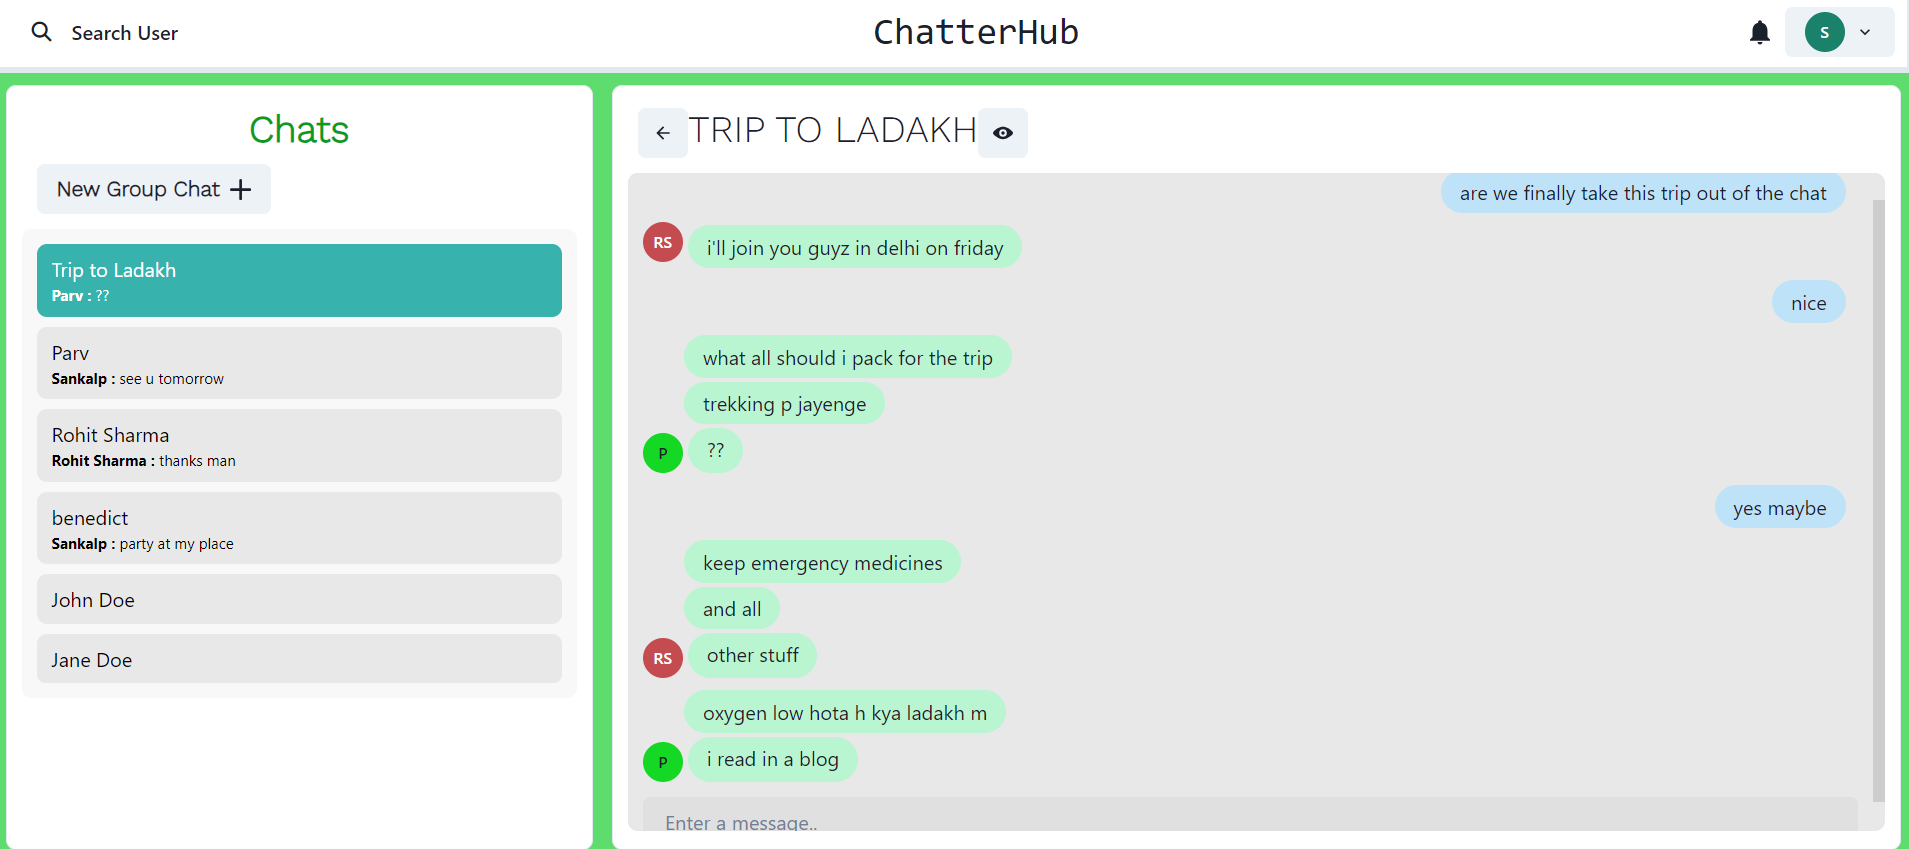 Search User
ChatterHub
S
Chats
New Group Chat
Trip to Ladakh
Parv : ??
Parv
Sankalp : see u tomorrow
Rohit Sharma
Rohit Sharma : thanks man
benedict
Sankalp : party at my place
John Doe
Jane Doe
TRIP TO LADAKH
are we finally take this trip out of the chat
RS
i'll join you guyz in delhi on friday
nice
what all should i pack for the trip
trekking p jayenge
P
??
yes maybe
keep emergency medicines
and all
RS
other stuff
oxygen low hota h kya ladakh m
P
i read in a blog
Enter a message..